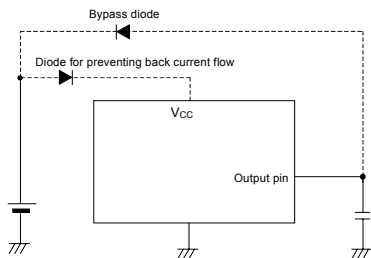 Bypass diode
Diode for preventing back current flow
VCC
Output pin